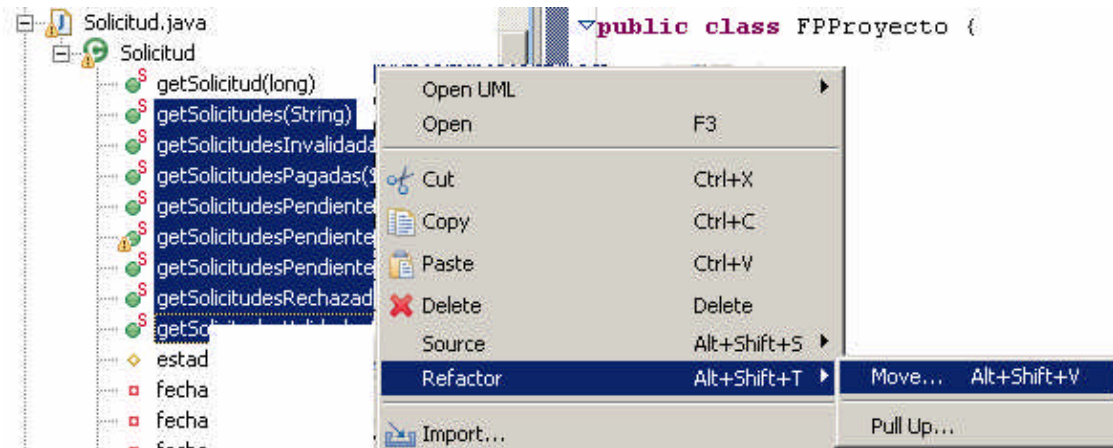 Solicitud.java
public class FPProyecto {
Solicitud
getSolicitud(long)
getSolicitudes(String)
getSolicitudesInvalidada
getSolicitudesPagadas(
getSolicitudesPendiente
getSolicitudesPendiente
getSolicitudesPendiente
getSolicitudesRechazad
estad
fecha
fecha
Open UML
Open F3
Cut Ctrl+X
Copy Ctrl+C
Paste Ctrl+V
Delete Delete
Source Alt+Shift+S
Refactor Alt+Shift+T
Import...
Move... Alt+Shift+V
Pull Up...